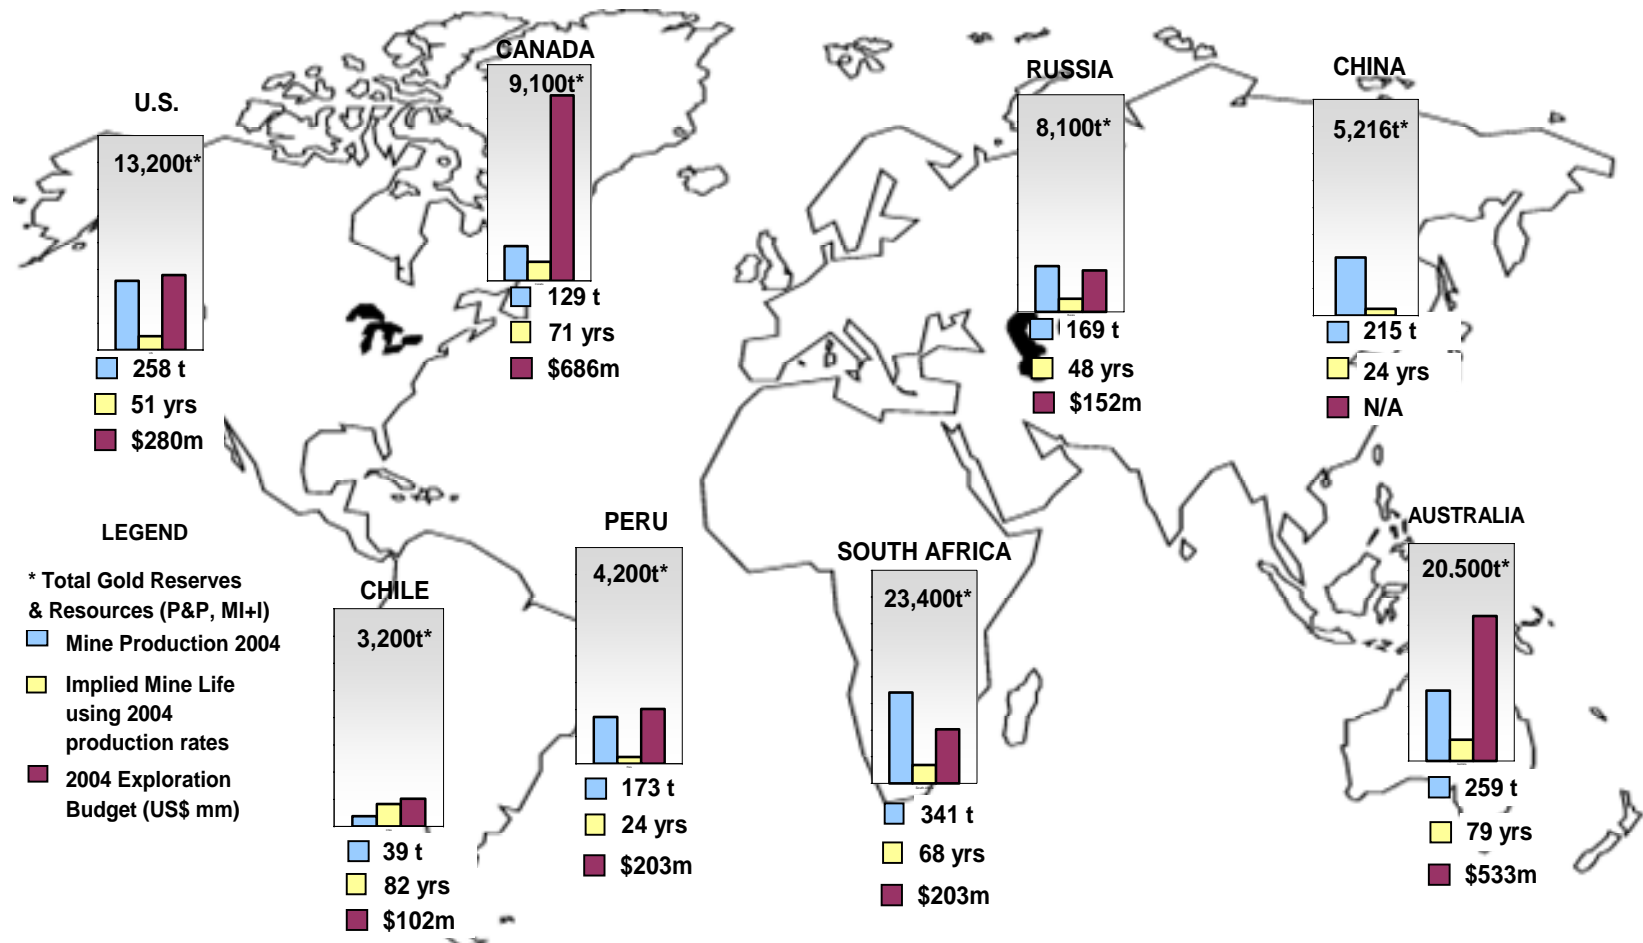 U.S.
13,200t*
258 t
51 yrs
$280m
CANADA
9,100t*
129 t
71 yrs
$686m
RUSSIA
8,100t*
169 t
48 yrs
$152m
CHINA
5,216t*
215 t
24 yrs
N/A
LEGEND
* Total Gold Reserves
& Resources (P&P, MI+I)
Mine Production 2004
Implied Mine Life
using 2004
production rates
2004 Exploration
Budget (US$ mm)
CHILE
3,200t*
39 t
82 yrs
$102m
PERU
4,200t*
173 t
24 yrs
$203m
SOUTH AFRICA
23,400t*
341 t
68 yrs
$203m
AUSTRALIA
20,500t*
259 t
79 yrs
$533m